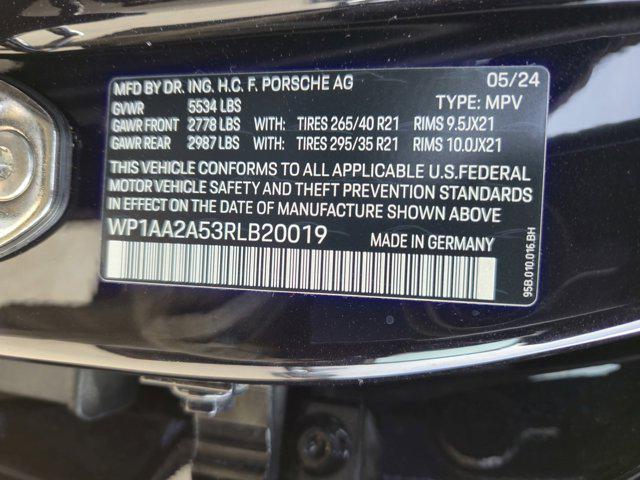 MFD BY DR. ING. H.C. F. PORSCHE AG 05/24
GVWR 5534 LBS TYPE: MPV
GAWR FRONT 2778 LBS WITH: TIRES 265/40 R21 RIMS 9.5JX21
GAWR REAR 2987 LBS WITH: TIRES 295/35 R21 RIMS 10.0JX21
THIS VEHICLE CONFORMS TO ALL APPLICABLE U.S.FEDERAL
MOTOR VEHICLE SAFETY AND THEFT PREVENTION STANDARDS
IN EFFECT ON THE DATE OF MANUFACTURE SHOWN ABOVE
WP1AA2A53RLB20019 MADE IN GERMANY
95B.010.016.BH